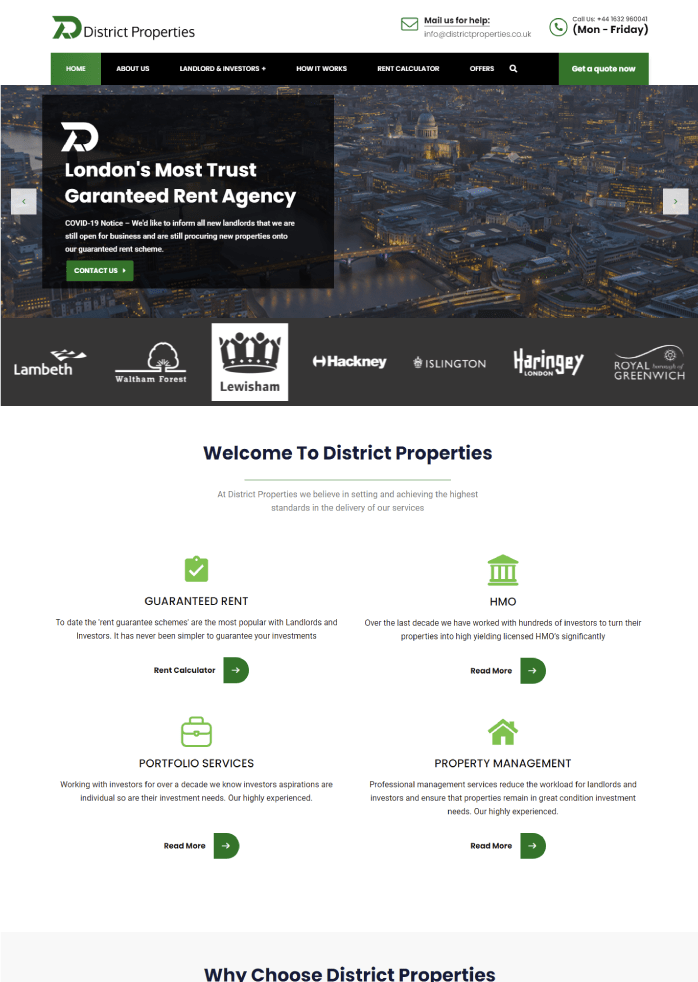 District Properties
Mail us for help:
info@districtproperties.co.uk
Call Us: +44 1632 960041
(Mon - Friday)
HOME ABOUT US LANDLORD & INVESTORS + HOW IT WORKS RENT CALCULATOR OFFERS Get a quote now
London's Most Trust
Garanteed Rent Agency
COVID-19 Notice – We'd like to inform all new landlords that we are
still open for business and are still procuring new properties onto
our guaranteed rent scheme.
CONTACT US
Lambeth
Waltham Forest
Lewisham
Hackney
ISLINGTON
Haringey
LONDON
ROYAL borough of
GREENWICH
Welcome To District Properties
At District Properties we believe in setting and achieving the highest
standards in the delivery of our services
GUARANTEED RENT
To date the 'rent guarantee schemes' are the most popular with Landlords and
Investors. It has never been simpler to guarantee your investments
Rent Calculator
HMO
Over the last decade we have worked with hundreds of investors to turn their
properties into high yielding licensed HMO's significantly
Read More
PORTFOLIO SERVICES
Working with investors for over a decade we know investors aspirations are
individual so are their investment needs. Our highly experienced.
Read More
PROPERTY MANAGEMENT
Professional management services reduce the workload for landlords and
investors and ensure that properties remain in great condition investment
needs. Our highly experienced.
Read More
Why Choose District Properties